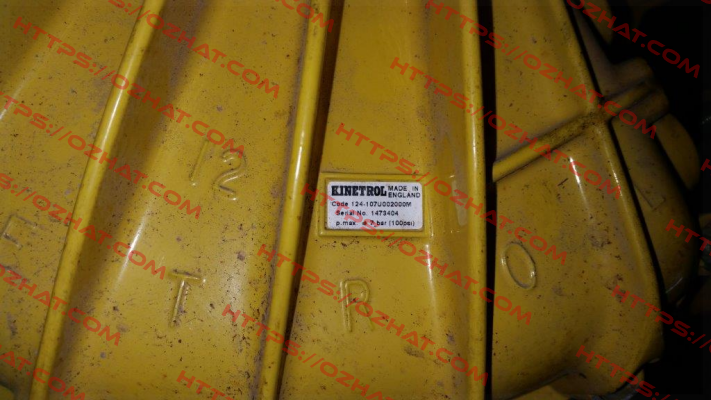 12
KINETROL MADE IN ENGLAND
Code 124-107U002000M
Serial No. 1473404
p.max. = 7 bar (100psi)
E T R O
HTTPS://OZHAT.COM